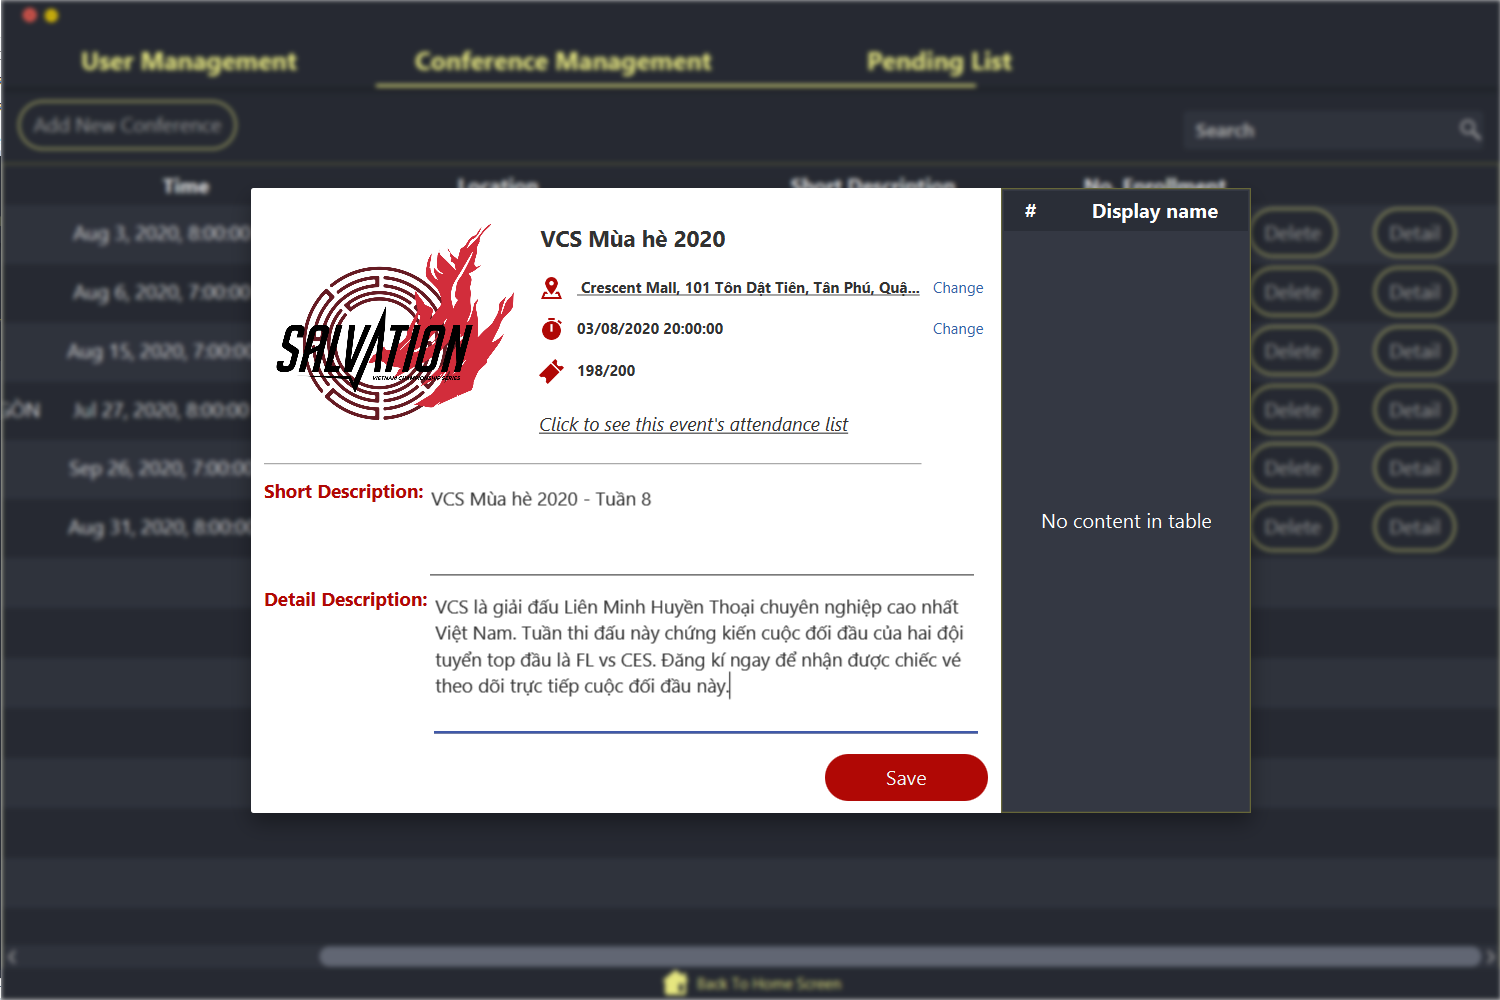 User Management Conference Management Pending List
Add New Conference Search
Time Location Short Description No. Enrollment
Aug 3, 2020, 8:00:00 Delete Detail
Aug 6, 2020, 7:00:00 Delete Detail
Aug 15, 2020, 7:00:00 Delete Detail
GÒN Jul 27, 2020, 8:00:00 Delete Detail
Sep 26, 2020, 7:00:00 Delete Detail
Aug 31, 2020, 8:00:00 Delete Detail
SALVATION
VIETNAM CHAMPIONSHIP SERIES
VCS Mùa hè 2020
Crescent Mall, 101 Tôn Dật Tiên, Tân Phú, Quậ... Change
03/08/2020 20:00:00 Change
198/200
Click to see this event's attendance list
Short Description: VCS Mùa hè 2020 - Tuần 8
Detail Description: VCS là giải đấu Liên Minh Huyền Thoại chuyên nghiệp cao nhất
Việt Nam. Tuần thi đấu này chứng kiến cuộc đối đầu của hai đội
tuyển top đầu là FL vs CES. Đăng kí ngay để nhận được chiếc vé
theo dõi trực tiếp cuộc đối đầu này.
Save
# Display name
No content in table
Back To Home Screen